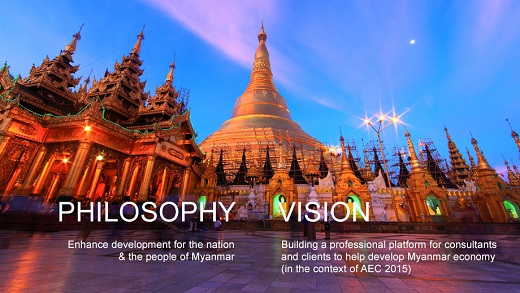 PHILOSOPHY
Enhance development for the nation
& the people of Myanmar
VISION
Building a professional platform for consultants
and clients to help develop Myanmar economy
(in the context of AEC 2015)